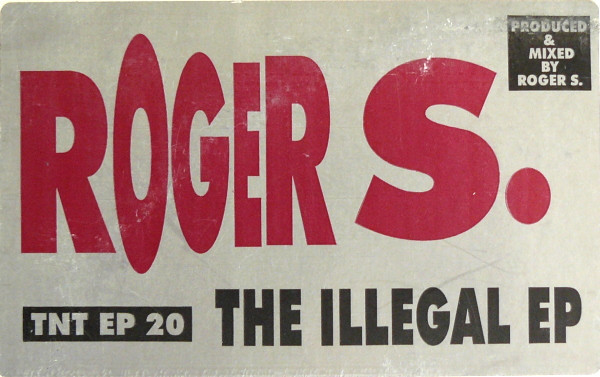 PRODUCED
&
MIXED
BY
ROGER S.
ROGER S.
TNT EP 20
THE ILLEGAL EP